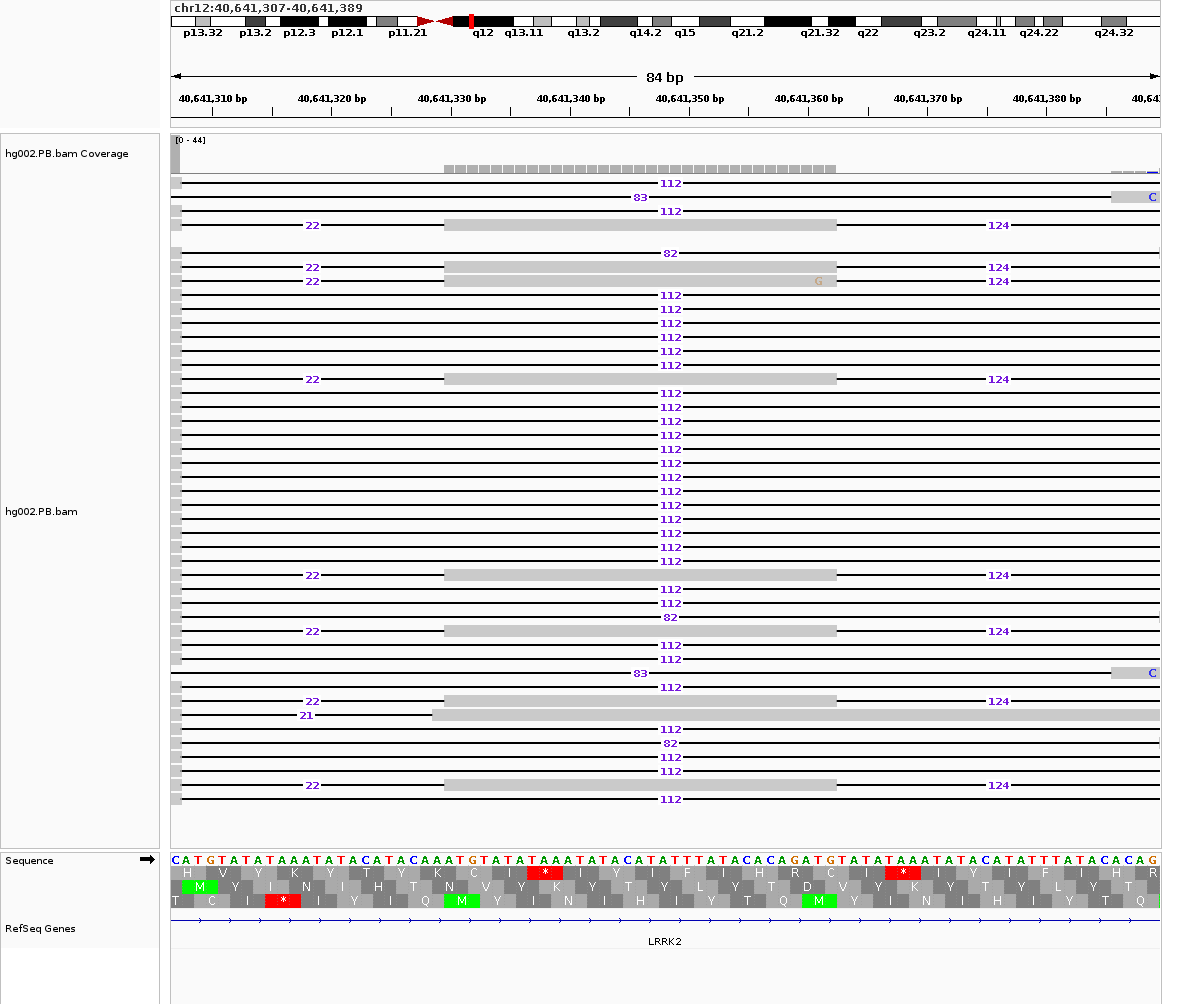 chr12:40,641,307-40,641,389
p13.32 p13.2 p12.3 p12.1 p11.21 q12 q13.11 q13.2 q14.2 q15 q21.2 q21.32 q22 q23.2 q24.11 q24.22 q24.32
84 bp
40,641,310 bp 40,641,320 bp 40,641,330 bp 40,641,340 bp 40,641,350 bp 40,641,360 bp 40,641,370 bp 40,641,380 bp 40,641
[0 - 44]
hg002.PB.bam Coverage
112
83 C
112
22 124
82
22 124
22 G 124
112
112
112
112
112
112
22 124
112
112
112
112
112
112
112
112
112
hg002.PB.bam
112
112
112
112
22 124
112
112
82
22 124
112
112
83 C
112
22 124
21
112
82
112
112
22 124
112
Sequence CATGTATATAAATATACATACAAATGTATATAAATATACATATTTATACACAGATGTATATAAATATACATATTTATACACAG
H V Y K Y T Y K C I * I Y I F I H R C I * I Y I F I H R
M Y I N I H T N V Y K Y T Y L Y T D V Y K Y T Y L Y T
T C I * I Y I Q M Y I N I H I Y T Q M Y I N I H I Y T Q
RefSeq Genes
LRRK2